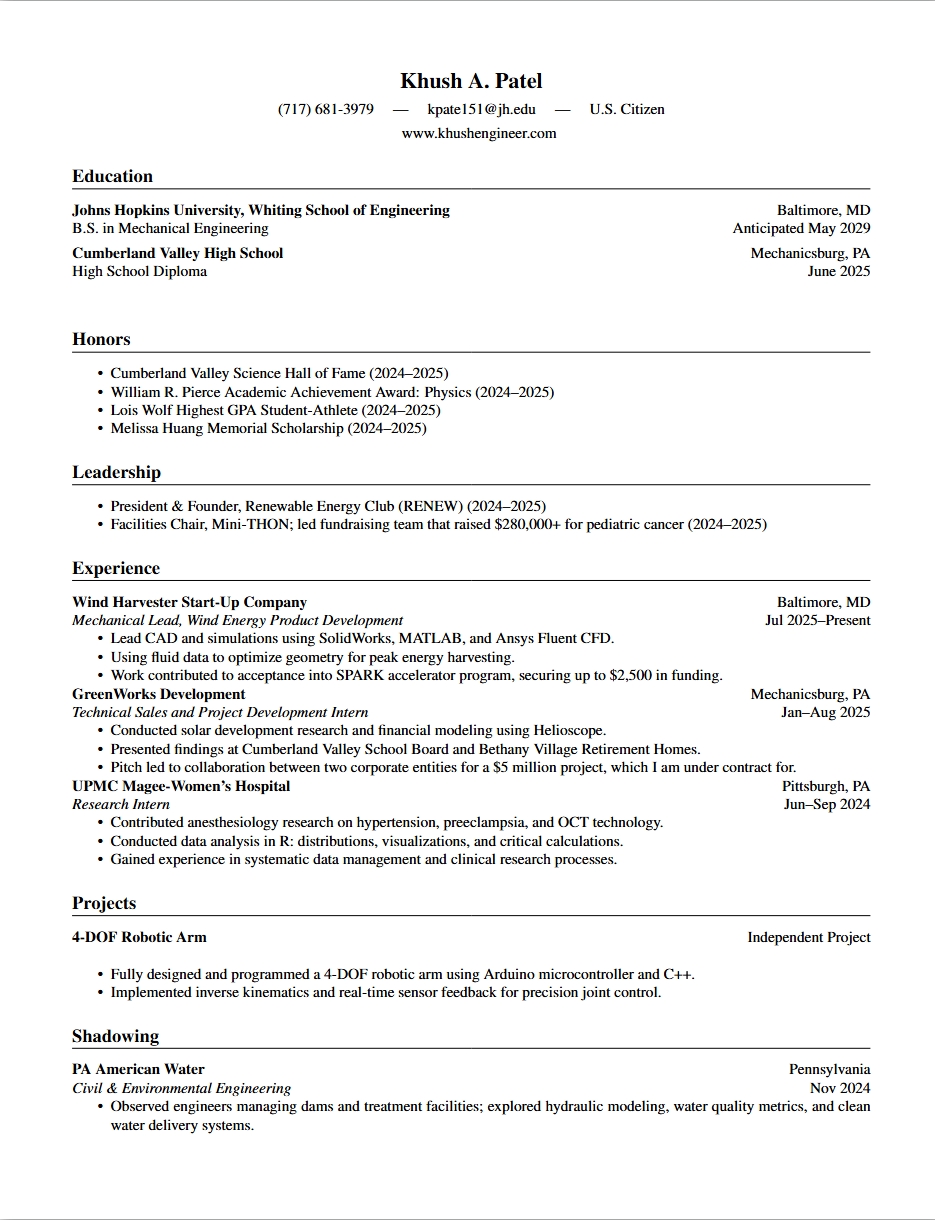 Khush A. Patel
(717) 681-3979 — kpate151@jh.edu — U.S. Citizen
www.khushengineer.com
Education
Johns Hopkins University, Whiting School of Engineering Baltimore, MD
B.S. in Mechanical Engineering Anticipated May 2029
Cumberland Valley High School Mechanicsburg, PA
High School Diploma June 2025
Honors
• Cumberland Valley Science Hall of Fame (2024–2025)
• William R. Pierce Academic Achievement Award: Physics (2024–2025)
• Lois Wolf Highest GPA Student-Athlete (2024–2025)
• Melissa Huang Memorial Scholarship (2024–2025)
Leadership
• President & Founder, Renewable Energy Club (RENEW) (2024–2025)
• Facilities Chair, Mini-THON; led fundraising team that raised $280,000+ for pediatric cancer (2024–2025)
Experience
Wind Harvester Start-Up Company Baltimore, MD
Mechanical Lead, Wind Energy Product Development Jul 2025–Present
• Lead CAD and simulations using SolidWorks, MATLAB, and Ansys Fluent CFD.
• Using fluid data to optimize geometry for peak energy harvesting.
• Work contributed to acceptance into SPARK accelerator program, securing up to $2,500 in funding.
GreenWorks Development Mechanicsburg, PA
Technical Sales and Project Development Intern Jan–Aug 2025
• Conducted solar development research and financial modeling using Helioscope.
• Presented findings at Cumberland Valley School Board and Bethany Village Retirement Homes.
• Pitch led to collaboration between two corporate entities for a $5 million project, which I am under contract for.
UPMC Magee-Women's Hospital Pittsburgh, PA
Research Intern Jun–Sep 2024
• Contributed anesthesiology research on hypertension, preeclampsia, and OCT technology.
• Conducted data analysis in R: distributions, visualizations, and critical calculations.
• Gained experience in systematic data management and clinical research processes.
Projects
4-DOF Robotic Arm Independent Project
• Fully designed and programmed a 4-DOF robotic arm using Arduino microcontroller and C++.
• Implemented inverse kinematics and real-time sensor feedback for precision joint control.
Shadowing
PA American Water Pennsylvania
Civil & Environmental Engineering Nov 2024
• Observed engineers managing dams and treatment facilities; explored hydraulic modeling, water quality metrics, and clean
water delivery systems.